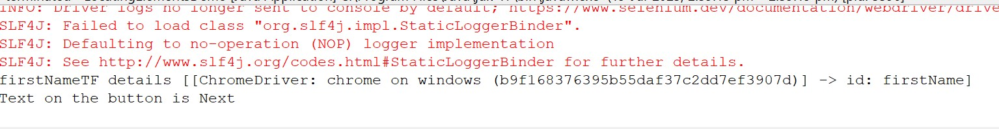 INFO: Driver logs no longer sent to console by default; https://www.selenium.dev/documentation/webdriver/drive
SLF4J: Failed to load class "org.slf4j.impl.StaticLoggerBinder".
SLF4J: Defaulting to no-operation (NOP) logger implementation
SLF4J: See http://www.slf4j.org/codes.html#StaticLoggerBinder for further details.
firstNameTF details [[ChromeDriver: chrome on windows (b9f168376395b55daf37c2dd7ef3907d)] -> id: firstName]
Text on the button is Next